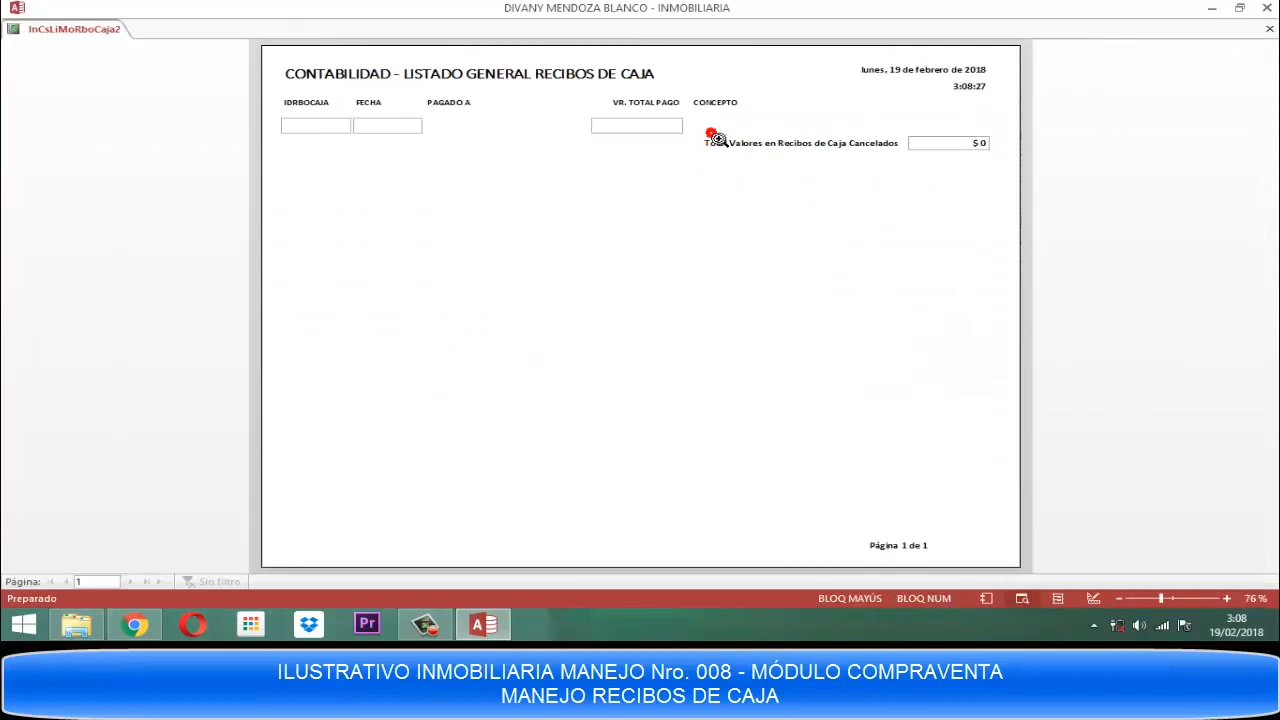 DIVANY MENDOZA BLANCO - INMOBILIARIA
InCsLiMoRboCaja2
CONTABILIDAD - LISTADO GENERAL RECIBOS DE CAJA
lunes, 19 de febrero de 2018
3:08:27
IDRBOCAJA FECHA PAGADO A VR. TOTAL PAGO CONCEPTO
Valores en Recibos de Caja Cancelados $ 0
Página 1 de 1
Página: 1 Sin filtro
Preparado BLOQ MAYÚS BLOQ NUM 76 %
Pr
3:08
19/02/2018
ILUSTRATIVO INMOBILIARIA MANEJO Nro. 008 - MÓDULO COMPRAVENTA
MANEJO RECIBOS DE CAJA